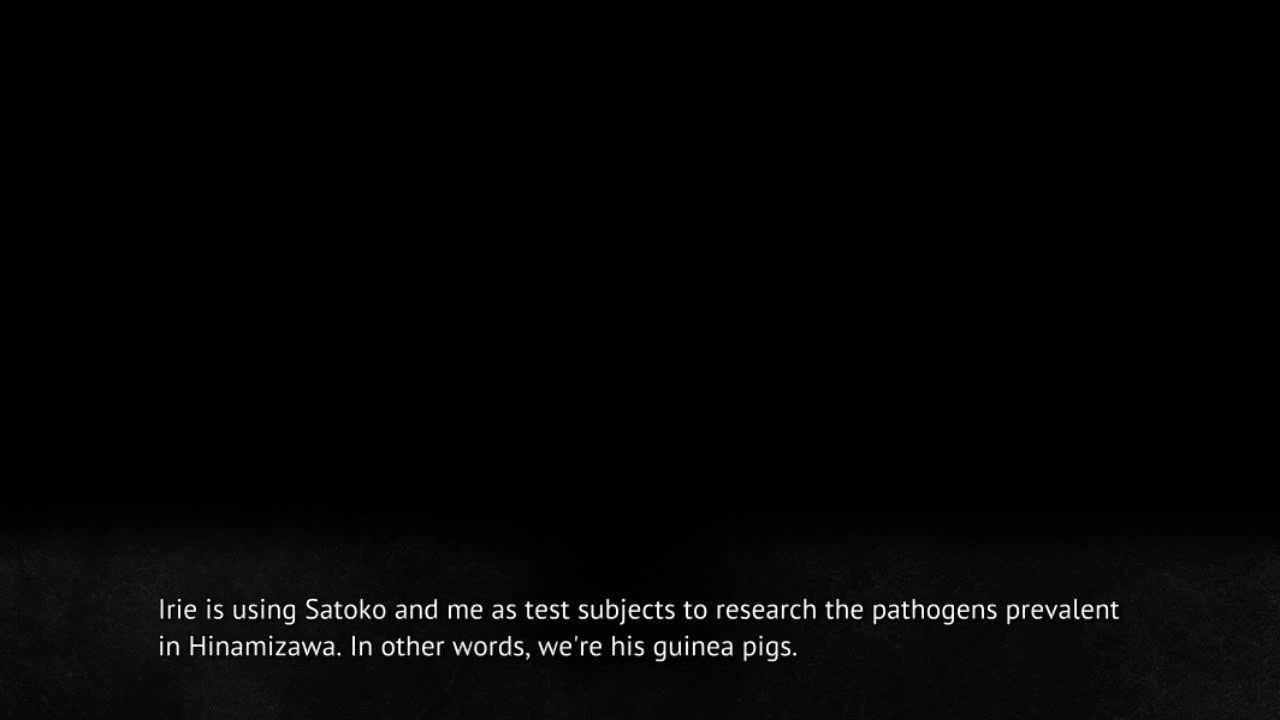 Irie is using Satoko and me as test subjects to research the pathogens prevalent
in Hinamizawa. In other words, we're his guinea pigs.